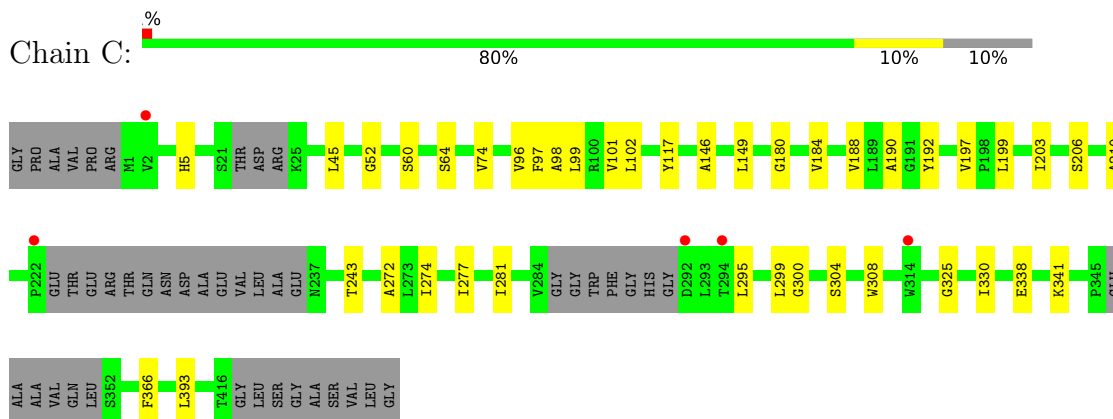 %
Chain C:
80% 10% 10%
GLY PRO ALA VAL PRO ARG M1 V2 H5 S21 THR ASP ARG K25 L45 G52 S60 S64 V74 V96 F97 A98 L99 R100 V101 L102 Y117 A146 L149 G180 V184 V188 L189 A190 G191 Y192 V197 P198 L199 I203 S206
P222 GLU THR THR GLU ARG THR GLN ASN ASP ALA GLU VAL LEU ALA GLU N237 T243 A272 L273 I274 I277 I281 V284 GLY GLY TRP PHE GLY HIS GLY D292 L293 T294 L295 L299 G300 S304 W308 W314 G325 I330 E338 K341 P345
ALA ALA VAL GLN LEU S352 F366 L393 T416 GLY LEU SER GLY ALA SER VAL LEU GLY